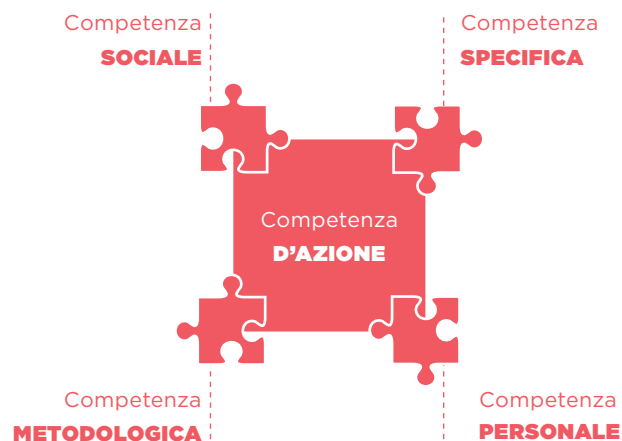 Competenza
SOCIALE
Competenza
SPECIFICA
Competenza
D'AZIONE
Competenza
METODOLOGICA
Competenza
PERSONALE